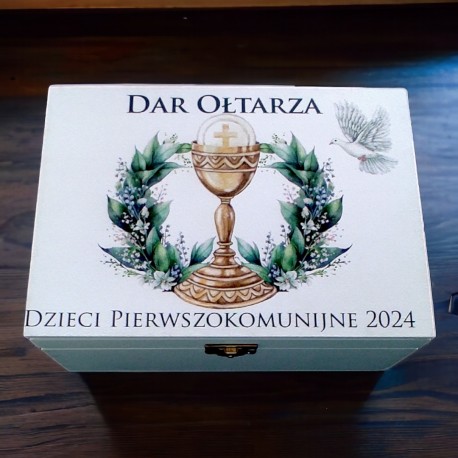 DAR OŁTARZA
DZIECI PIERWSZOKOMUNIJNE 2024